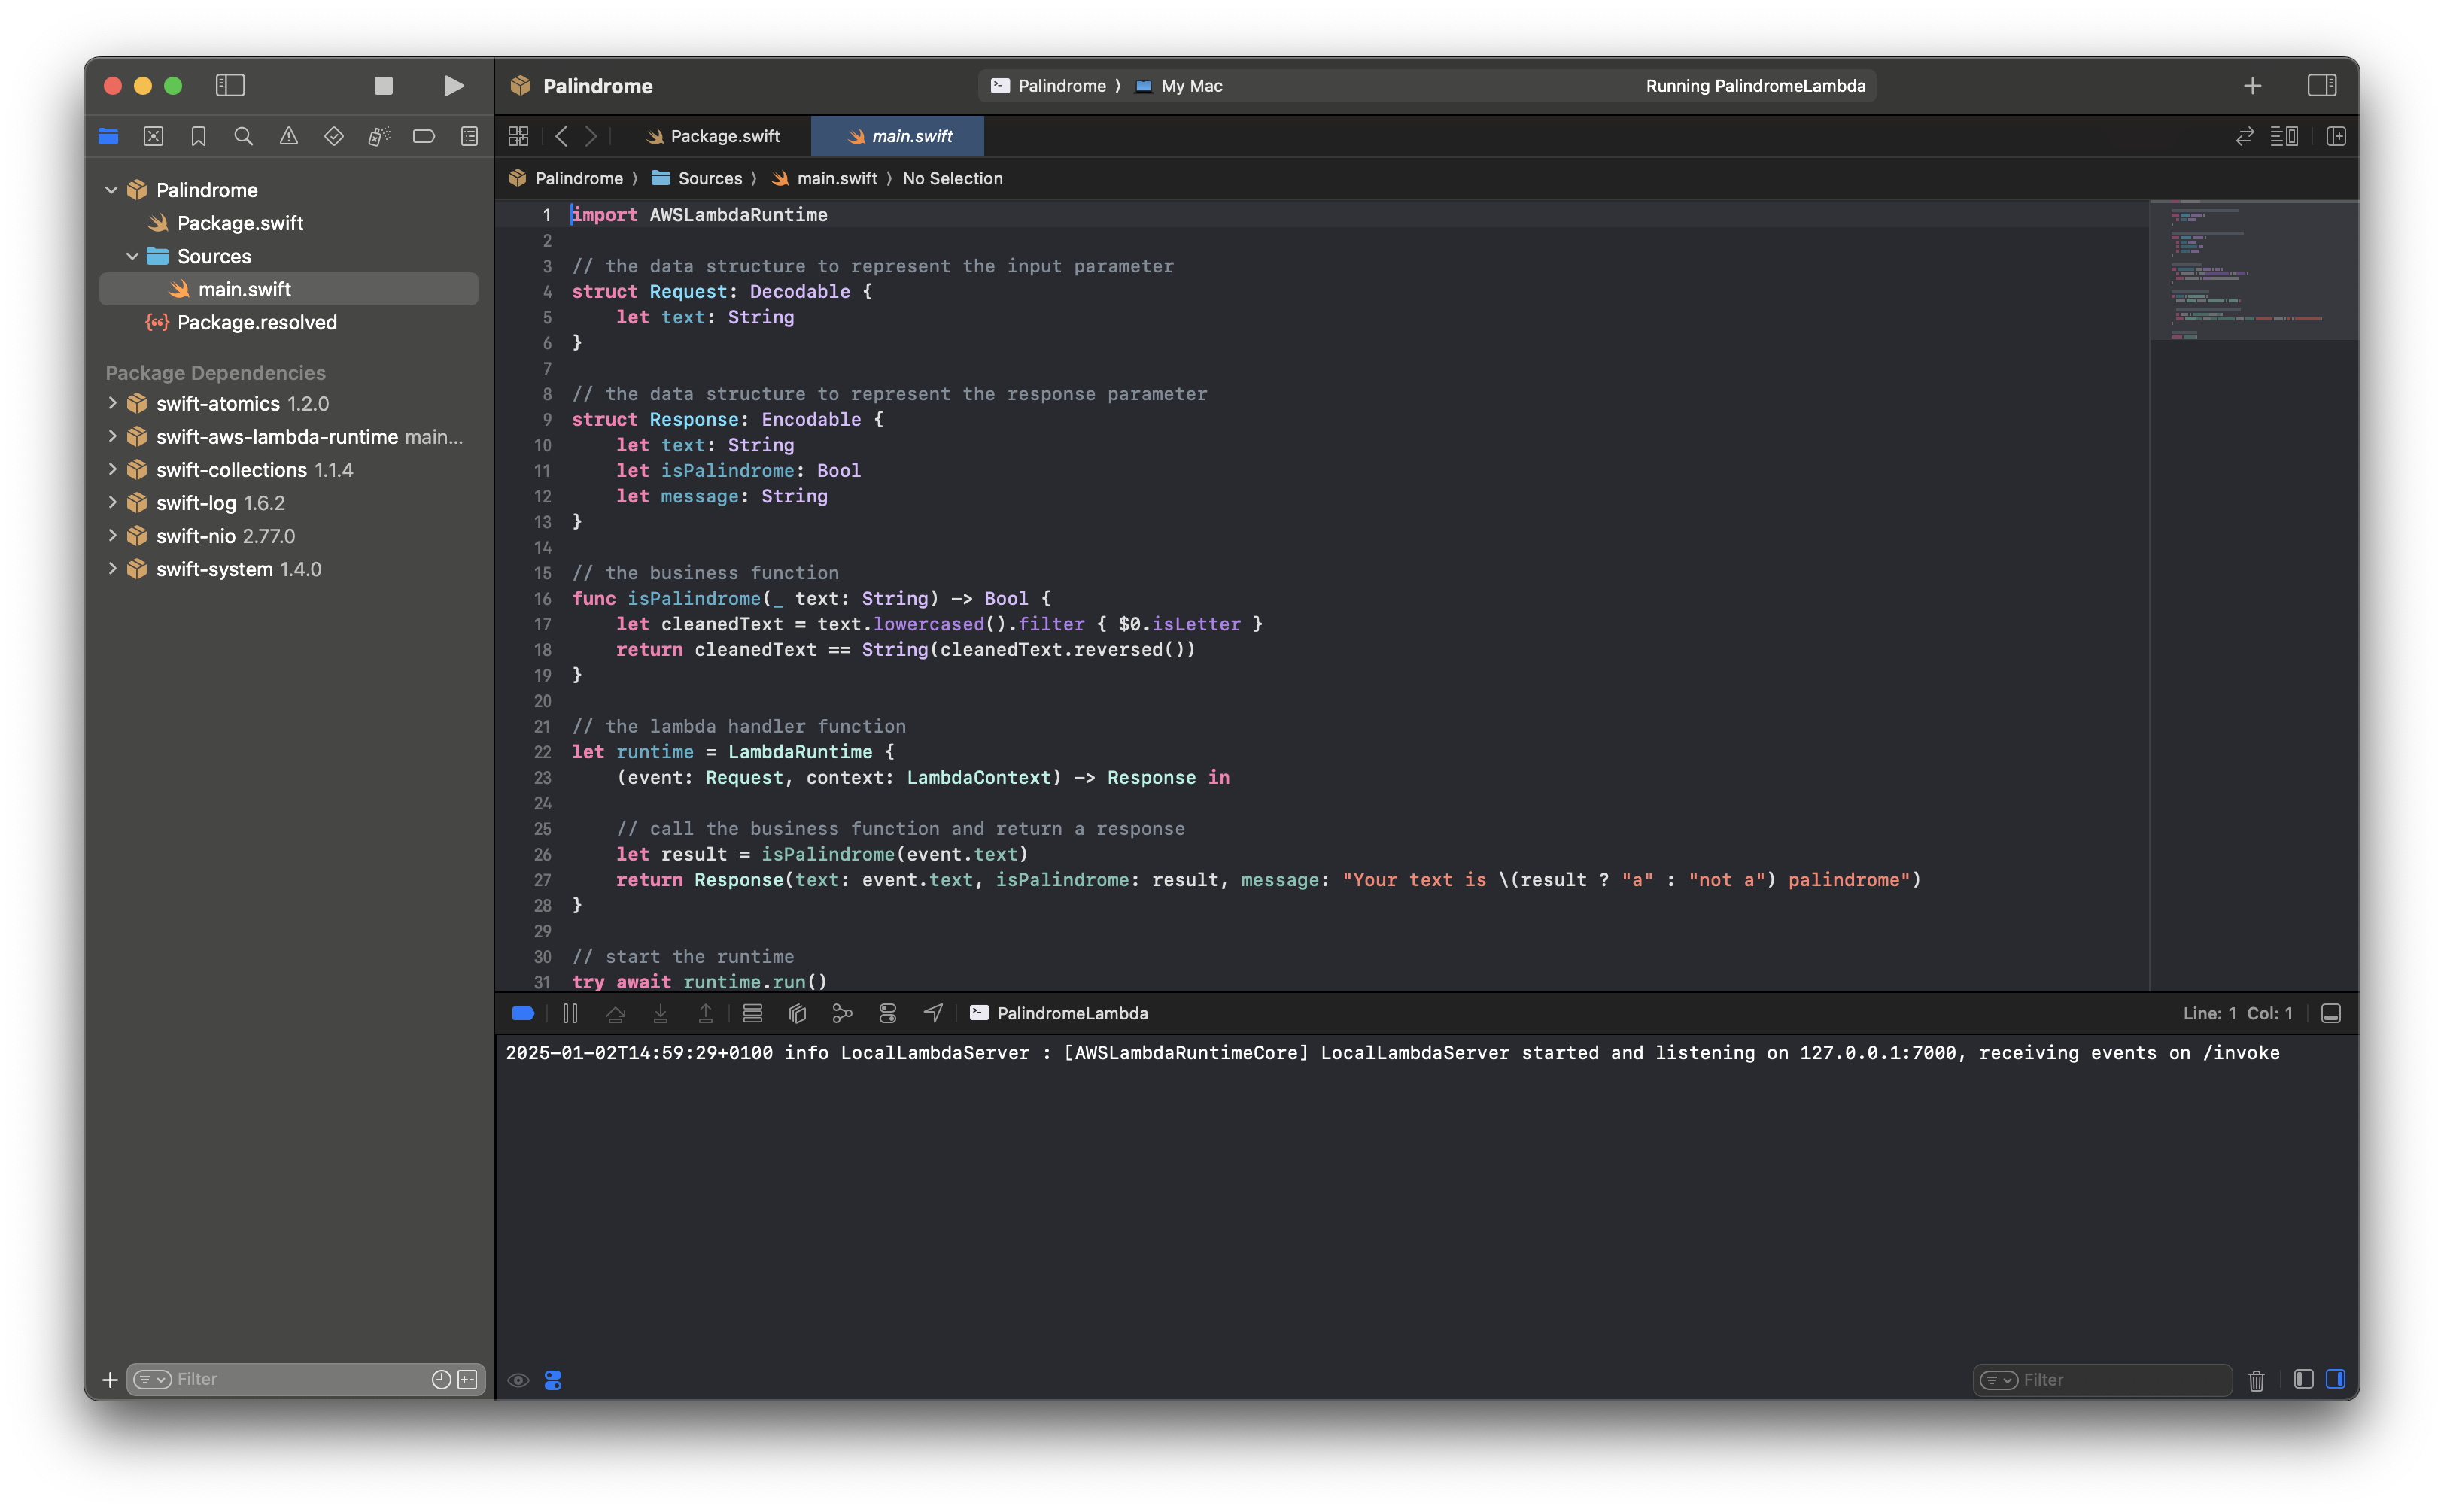 Palindrome
Palindrome ⟩ My Mac
Running PalindromeLambda
Package.swift
main.swift
Palindrome ⟩ Sources ⟩ main.swift ⟩ No Selection
Palindrome
Package.swift
Sources
main.swift
Package.resolved
Package Dependencies
swift-atomics 1.2.0
swift-aws-lambda-runtime main...
swift-collections 1.1.4
swift-log 1.6.2
swift-nio 2.77.0
swift-system 1.4.0
Filter
1 import AWSLambdaRuntime
2
3 // the data structure to represent the input parameter
4 struct Request: Decodable {
5     let text: String
6 }
7
8 // the data structure to represent the response parameter
9 struct Response: Encodable {
10     let text: String
11     let isPalindrome: Bool
12     let message: String
13 }
14
15 // the business function
16 func isPalindrome(_ text: String) -> Bool {
17     let cleanedText = text.lowercased().filter { $0.isLetter }
18     return cleanedText == String(cleanedText.reversed())
19 }
20
21 // the lambda handler function
22 let runtime = LambdaRuntime {
23     (event: Request, context: LambdaContext) -> Response in
24
25     // call the business function and return a response
26     let result = isPalindrome(event.text)
27     return Response(text: event.text, isPalindrome: result, message: "Your text is \(result ? "a" : "not a") palindrome")
28 }
29
30 // start the runtime
31 try await runtime.run()
PalindromeLambda
Line: 1 Col: 1
2025-01-02T14:59:29+0100 info LocalLambdaServer : [AWSLambdaRuntimeCore] LocalLambdaServer started and listening on 127.0.0.1:7000, receiving events on /invoke
Filter